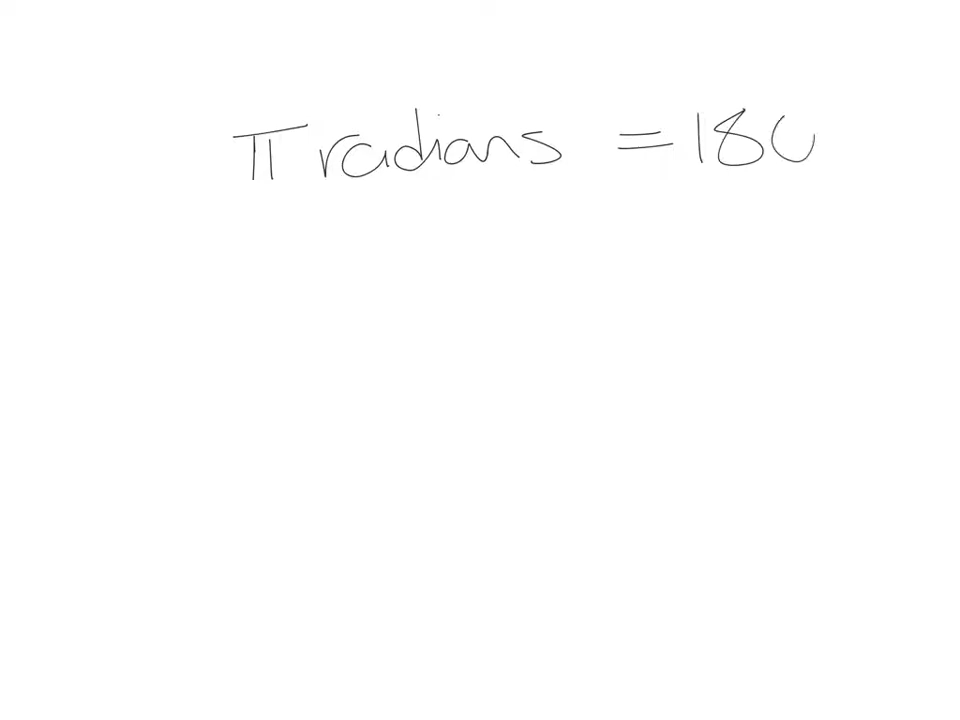 π radians = 180